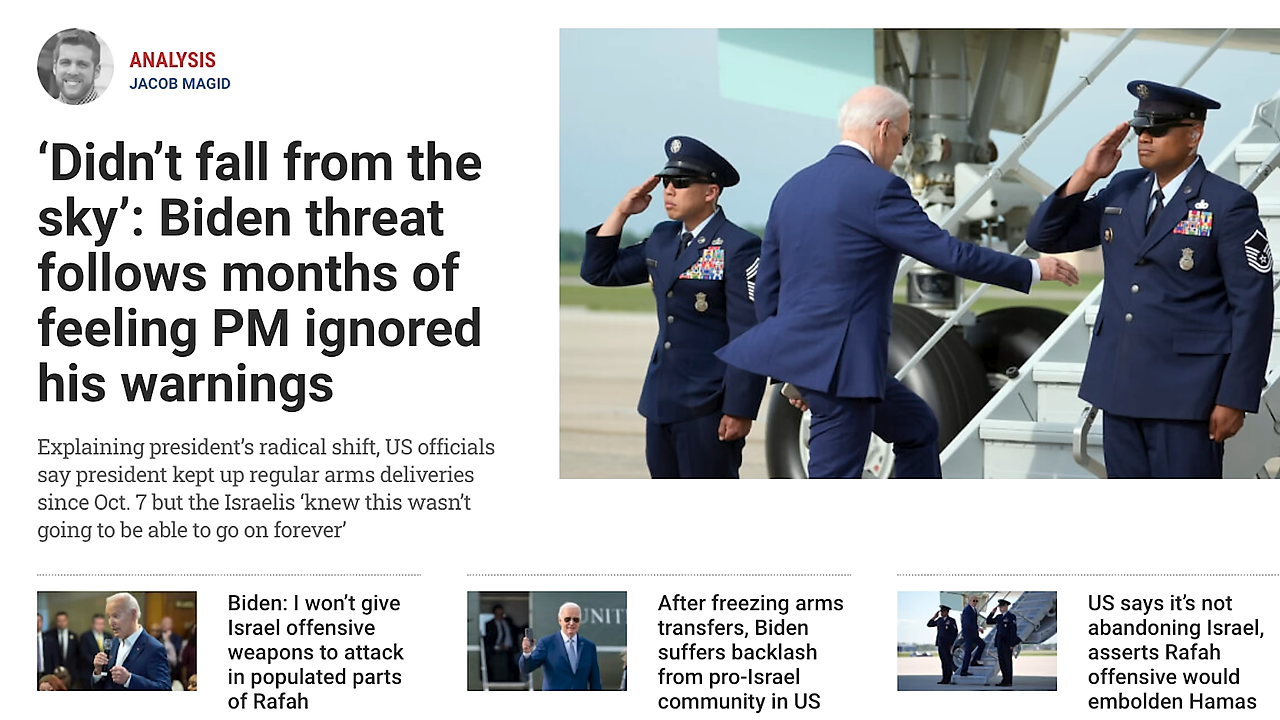 ANALYSIS
JACOB MAGID
‘Didn’t fall from the
sky’: Biden threat
follows months of
feeling PM ignored
his warnings
Explaining president’s radical shift, US officials
say president kept up regular arms deliveries
since Oct. 7 but the Israelis ‘knew this wasn’t
going to be able to go on forever’
Biden: I won’t give
Israel offensive
weapons to attack
in populated parts
of Rafah
UNIT
After freezing arms
transfers, Biden
suffers backlash
from pro-Israel
community in US
US says it’s not
abandoning Israel,
asserts Rafah
offensive would
embolden Hamas